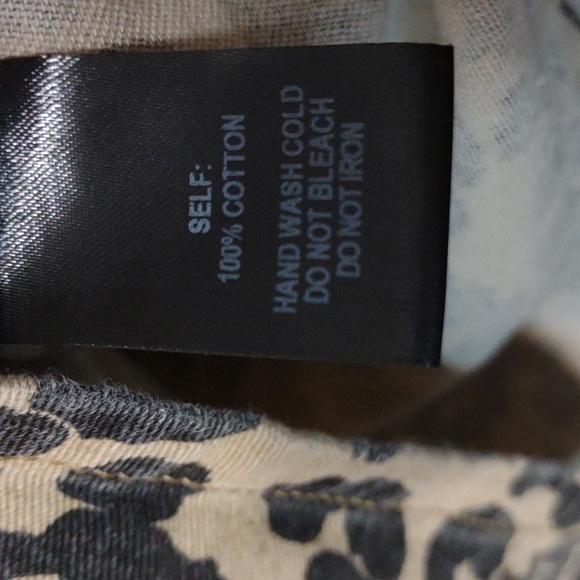 SELF:
100% COTTON
HAND WASH COLD
DO NOT BLEACH
DO NOT IRON